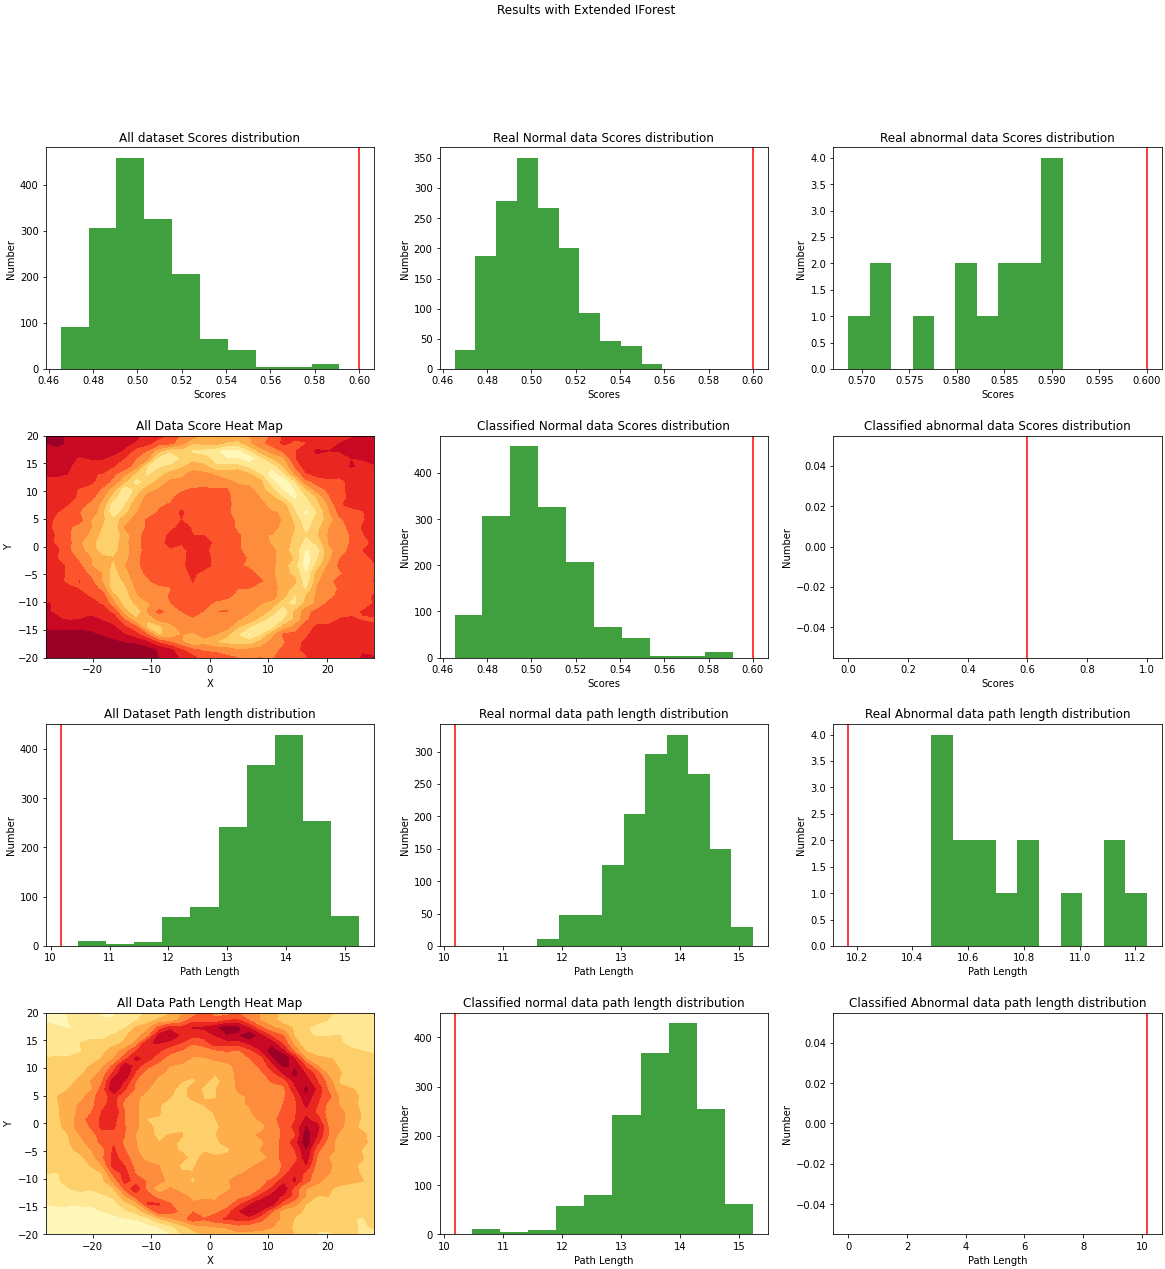 Results with Extended IForest
All dataset Scores distribution
Number
400
300
200
100
0
0.46 0.48 0.50 0.52 0.54 0.56 0.58 0.60
Scores
Real Normal data Scores distribution
Number
350
300
250
200
150
100
50
0
0.46 0.48 0.50 0.52 0.54 0.56 0.58 0.60
Scores
Real abnormal data Scores distribution
Number
4.0
3.5
3.0
2.5
2.0
1.5
1.0
0.5
0.0
0.570 0.575 0.580 0.585 0.590 0.595 0.600
Scores
All Data Score Heat Map
Y
20
15
10
5
0
−5
−10
−15
−20
−20 −10 0 10 20
X
Classified Normal data Scores distribution
Number
400
300
200
100
0
0.46 0.48 0.50 0.52 0.54 0.56 0.58 0.60
Scores
Classified abnormal data Scores distribution
Number
0.04
0.02
0.00
−0.02
−0.04
0.0 0.2 0.4 0.6 0.8 1.0
Scores
All Dataset Path length distribution
Number
400
300
200
100
0
10 11 12 13 14 15
Path Length
Real normal data path length distribution
Number
300
250
200
150
100
50
0
10 11 12 13 14 15
Path Length
Real Abnormal data path length distribution
Number
4.0
3.5
3.0
2.5
2.0
1.5
1.0
0.5
0.0
10.2 10.4 10.6 10.8 11.0 11.2
Path Length
All Data Path Length Heat Map
Y
20
15
10
5
0
−5
−10
−15
−20
−20 −10 0 10 20
X
Classified normal data path length distribution
Number
400
300
200
100
0
10 11 12 13 14 15
Path Length
Classified Abnormal data path length distribution
Number
0.04
0.02
0.00
−0.02
−0.04
0 2 4 6 8 10
Path Length